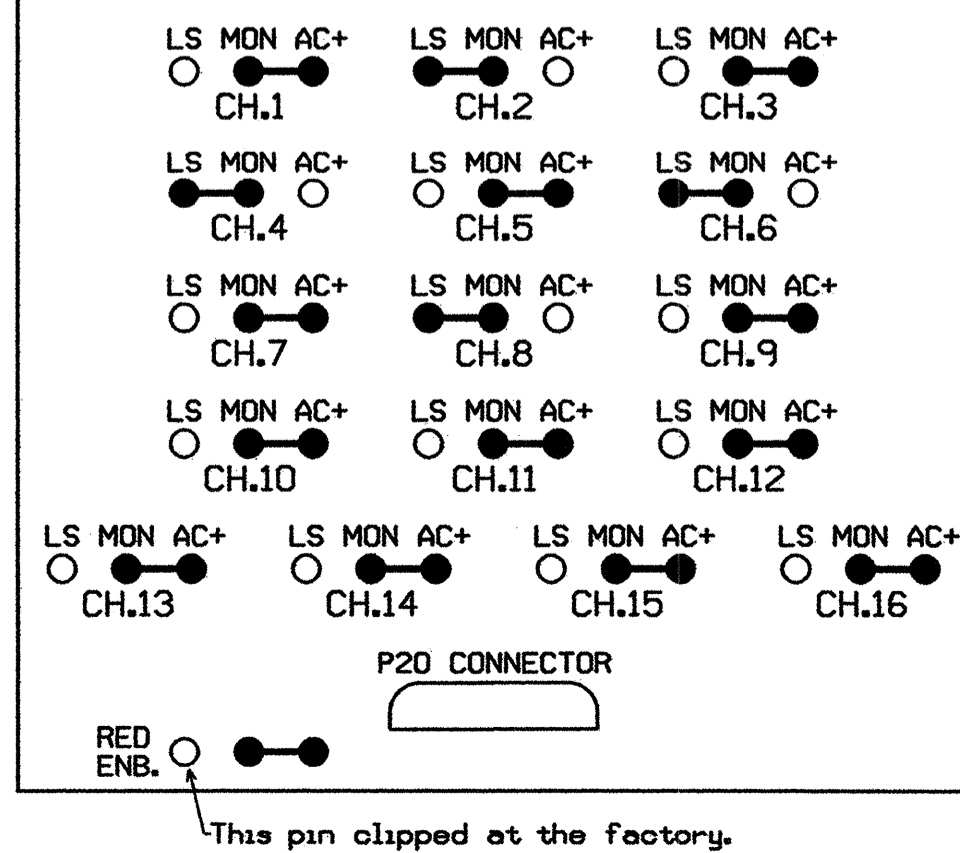 LS MON AC+ LS MON AC+ LS MON AC+
CH.1 CH.2 CH.3
LS MON AC+ LS MON AC+ LS MON AC+
CH.4 CH.5 CH.6
LS MON AC+ LS MON AC+ LS MON AC+
CH.7 CH.8 CH.9
LS MON AC+ LS MON AC+ LS MON AC+
CH.10 CH.11 CH.12
LS MON AC+ LS MON AC+ LS MON AC+ LS MON AC+
CH.13 CH.14 CH.15 CH.16
P20 CONNECTOR
RED
ENB.
This pin clipped at the factory.